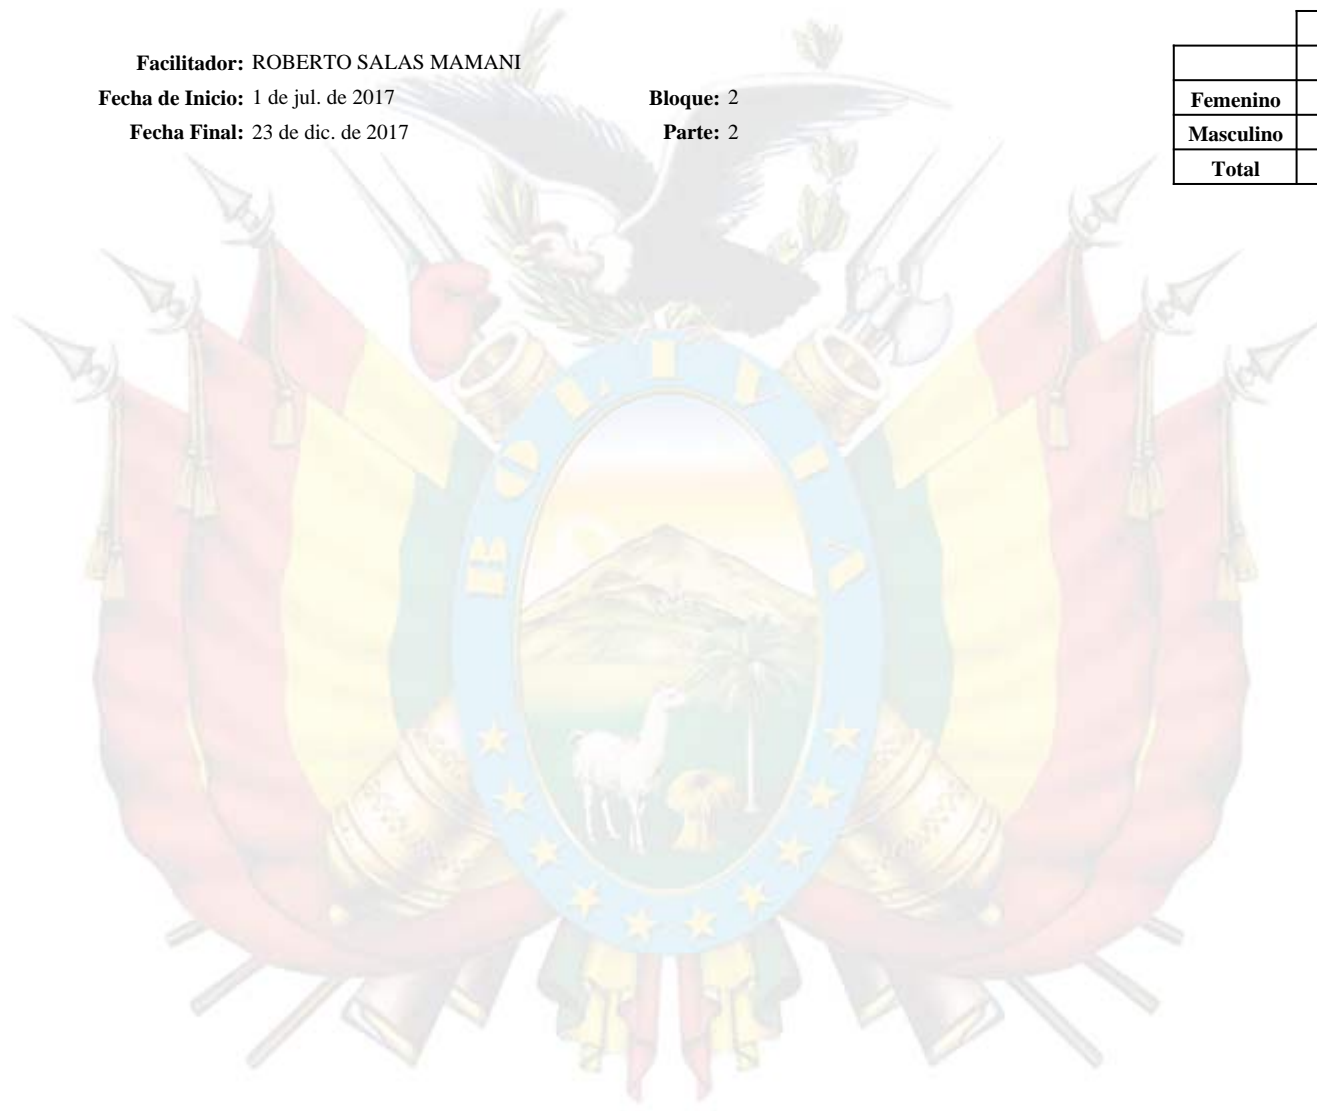 Facilitador: ROBERTO SALAS MAMANI
Fecha de Inicio: 1 de jul. de 2017 Bloque: 2
Fecha Final: 23 de dic. de 2017 Parte: 2
Femenino
Masculino
Total
BOLIVIA